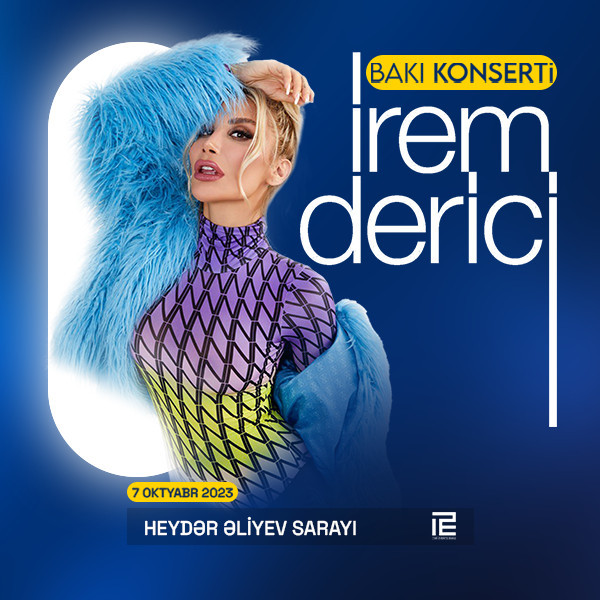 BAKI KONSERTi
irem
derici
7 OKTYABR 2023
HEYDƏR ƏLİYEV SARAYI